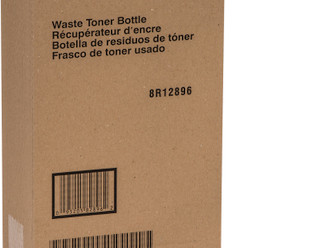 Waste Toner Bottle
Récupérateur d'encre
Botella de residuos de tóner
Frasco de toner usado
8R12896